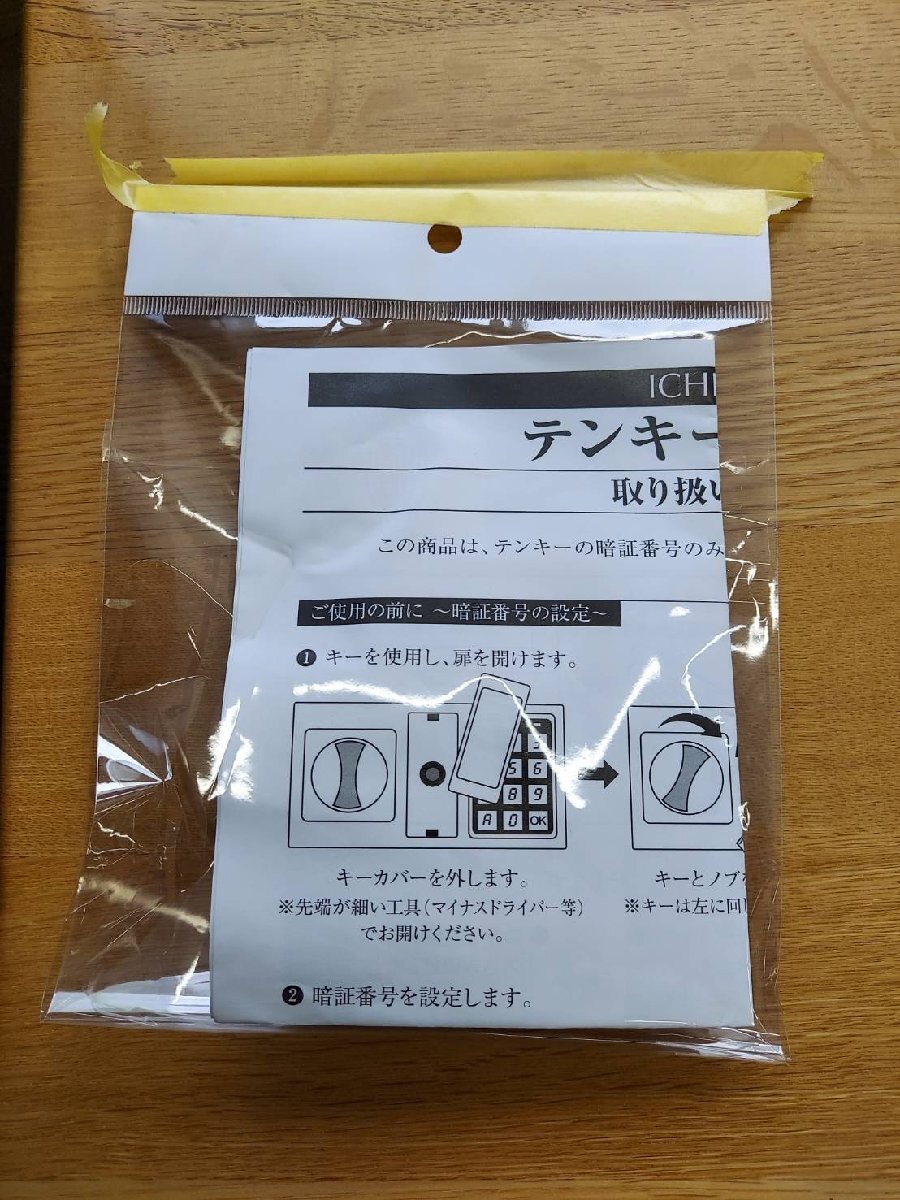 ICH
テンキー
取り扱い
この商品は、テンキーの暗証番号のみ
ご使用の前に ～暗証番号の設定～
❶ キーを使用し、扉を開けます。
3
5 6
8 9
A 0 OK
キーカバーを外します。
キーとノブ
※先端が細い工具(マイナスドライバー等)
※キーは左に回
でお開けください。
❷ 暗証番号を設定します。